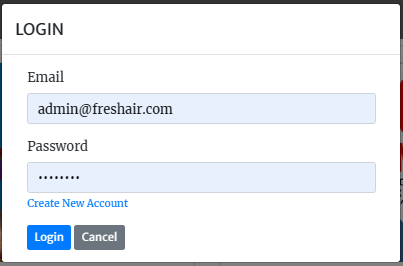 LOGIN
Email
admin@freshair.com
Password
••••••••
Create New Account
Login Cancel